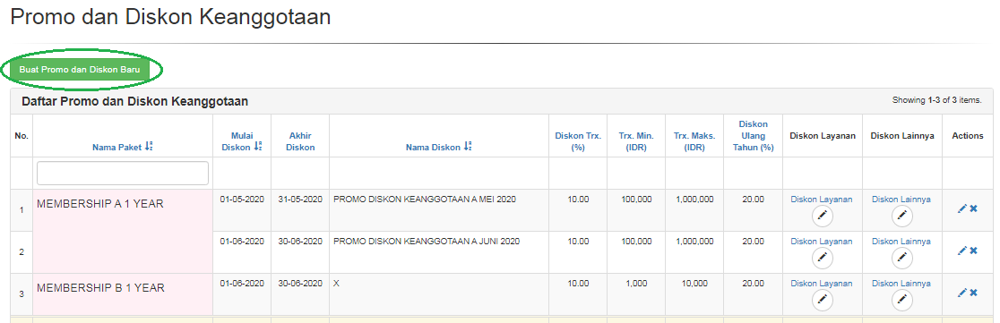 Promo dan Diskon Keanggotaan
Buat Promo dan Diskon Baru
Daftar Promo dan Diskon Keanggotaan Showing 1-3 of 3 items.
No. Nama Paket Mulai Diskon Akhir Diskon Nama Diskon Diskon Trx. (%) Trx. Min. (IDR) Trx. Maks. (IDR) Diskon Ulang Tahun (%) Diskon Layanan Diskon Lainnya Actions
1 MEMBERSHIP A 1 YEAR 01-05-2020 31-05-2020 PROMO DISKON KEANGGOTAAN A MEI 2020 10.00 100,000 1,000,000 20.00 Diskon Layanan Diskon Lainnya
2 01-06-2020 30-06-2020 PROMO DISKON KEANGGOTAAN A JUNI 2020 10.00 100,000 1,000,000 20.00 Diskon Layanan Diskon Lainnya
3 MEMBERSHIP B 1 YEAR 01-06-2020 30-06-2020 X 10.00 1,000 10,000 20.00 Diskon Layanan Diskon Lainnya